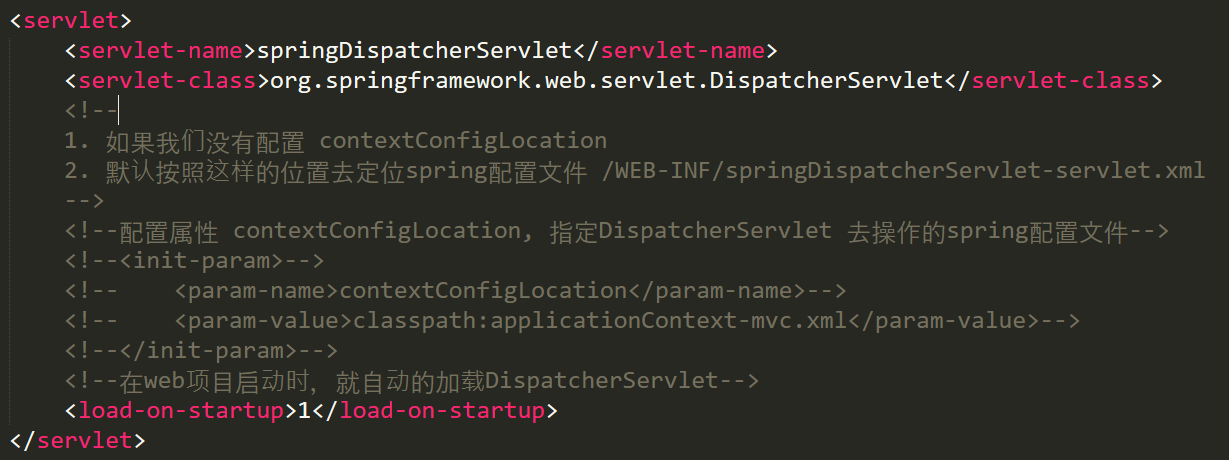 <servlet>
    <servlet-name>springDispatcherServlet</servlet-name>
    <servlet-class>org.springframework.web.servlet.DispatcherServlet</servlet-class>
    <!--
    1. 如果我们没有配置 contextConfigLocation
    2. 默认按照这样的位置去定位spring配置文件 /WEB-INF/springDispatcherServlet-servlet.xml
    -->
    <!--配置属性 contextConfigLocation, 指定DispatcherServlet 去操作的spring配置文件-->
    <!--<init-param>-->
    <!--    <param-name>contextConfigLocation</param-name>-->
    <!--    <param-value>classpath:applicationContext-mvc.xml</param-value>-->
    <!--</init-param>-->
    <!--在web项目启动时, 就自动的加载DispatcherServlet-->
    <load-on-startup>1</load-on-startup>
</servlet>